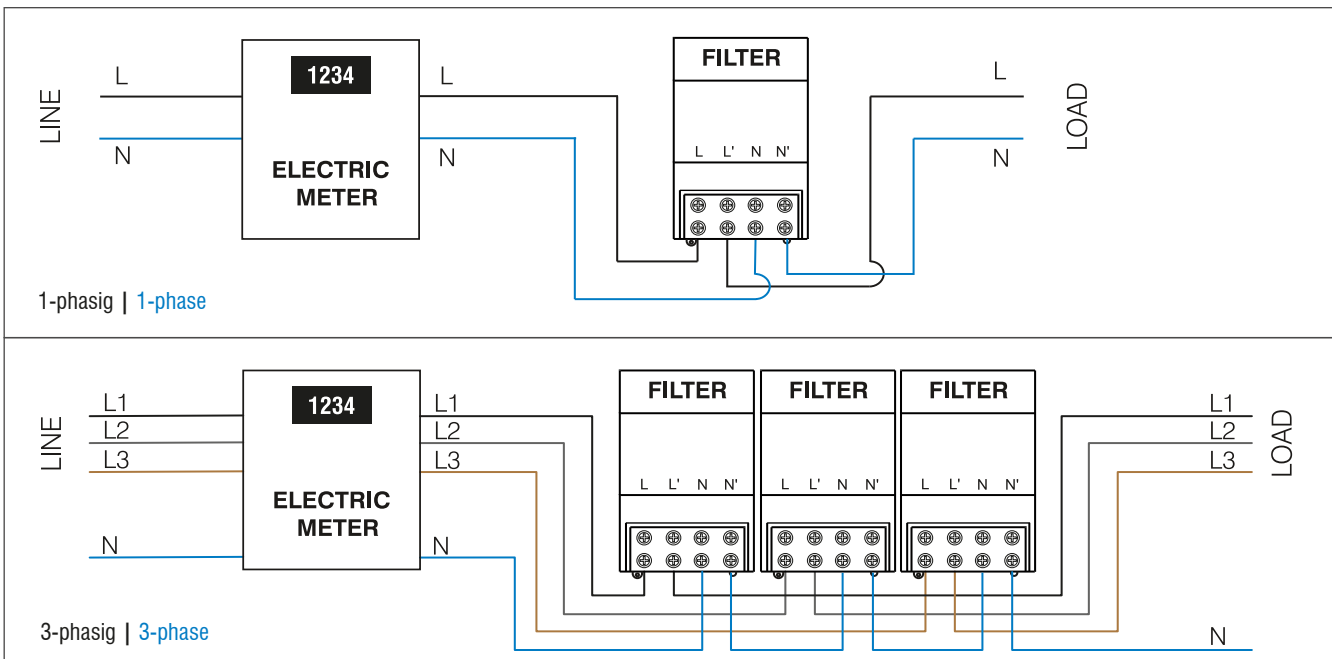 LINE
L
N
1234
ELECTRIC
METER
L
N
FILTER
L L' N N'
L
N
LOAD
1-phasig | 1-phase
LINE
L1
L2
L3
N
1234
ELECTRIC
METER
L1
L2
L3
N
FILTER
L L' N N'
FILTER
L L' N N'
FILTER
L L' N N'
L1
L2
L3
N
LOAD
3-phasig | 3-phase